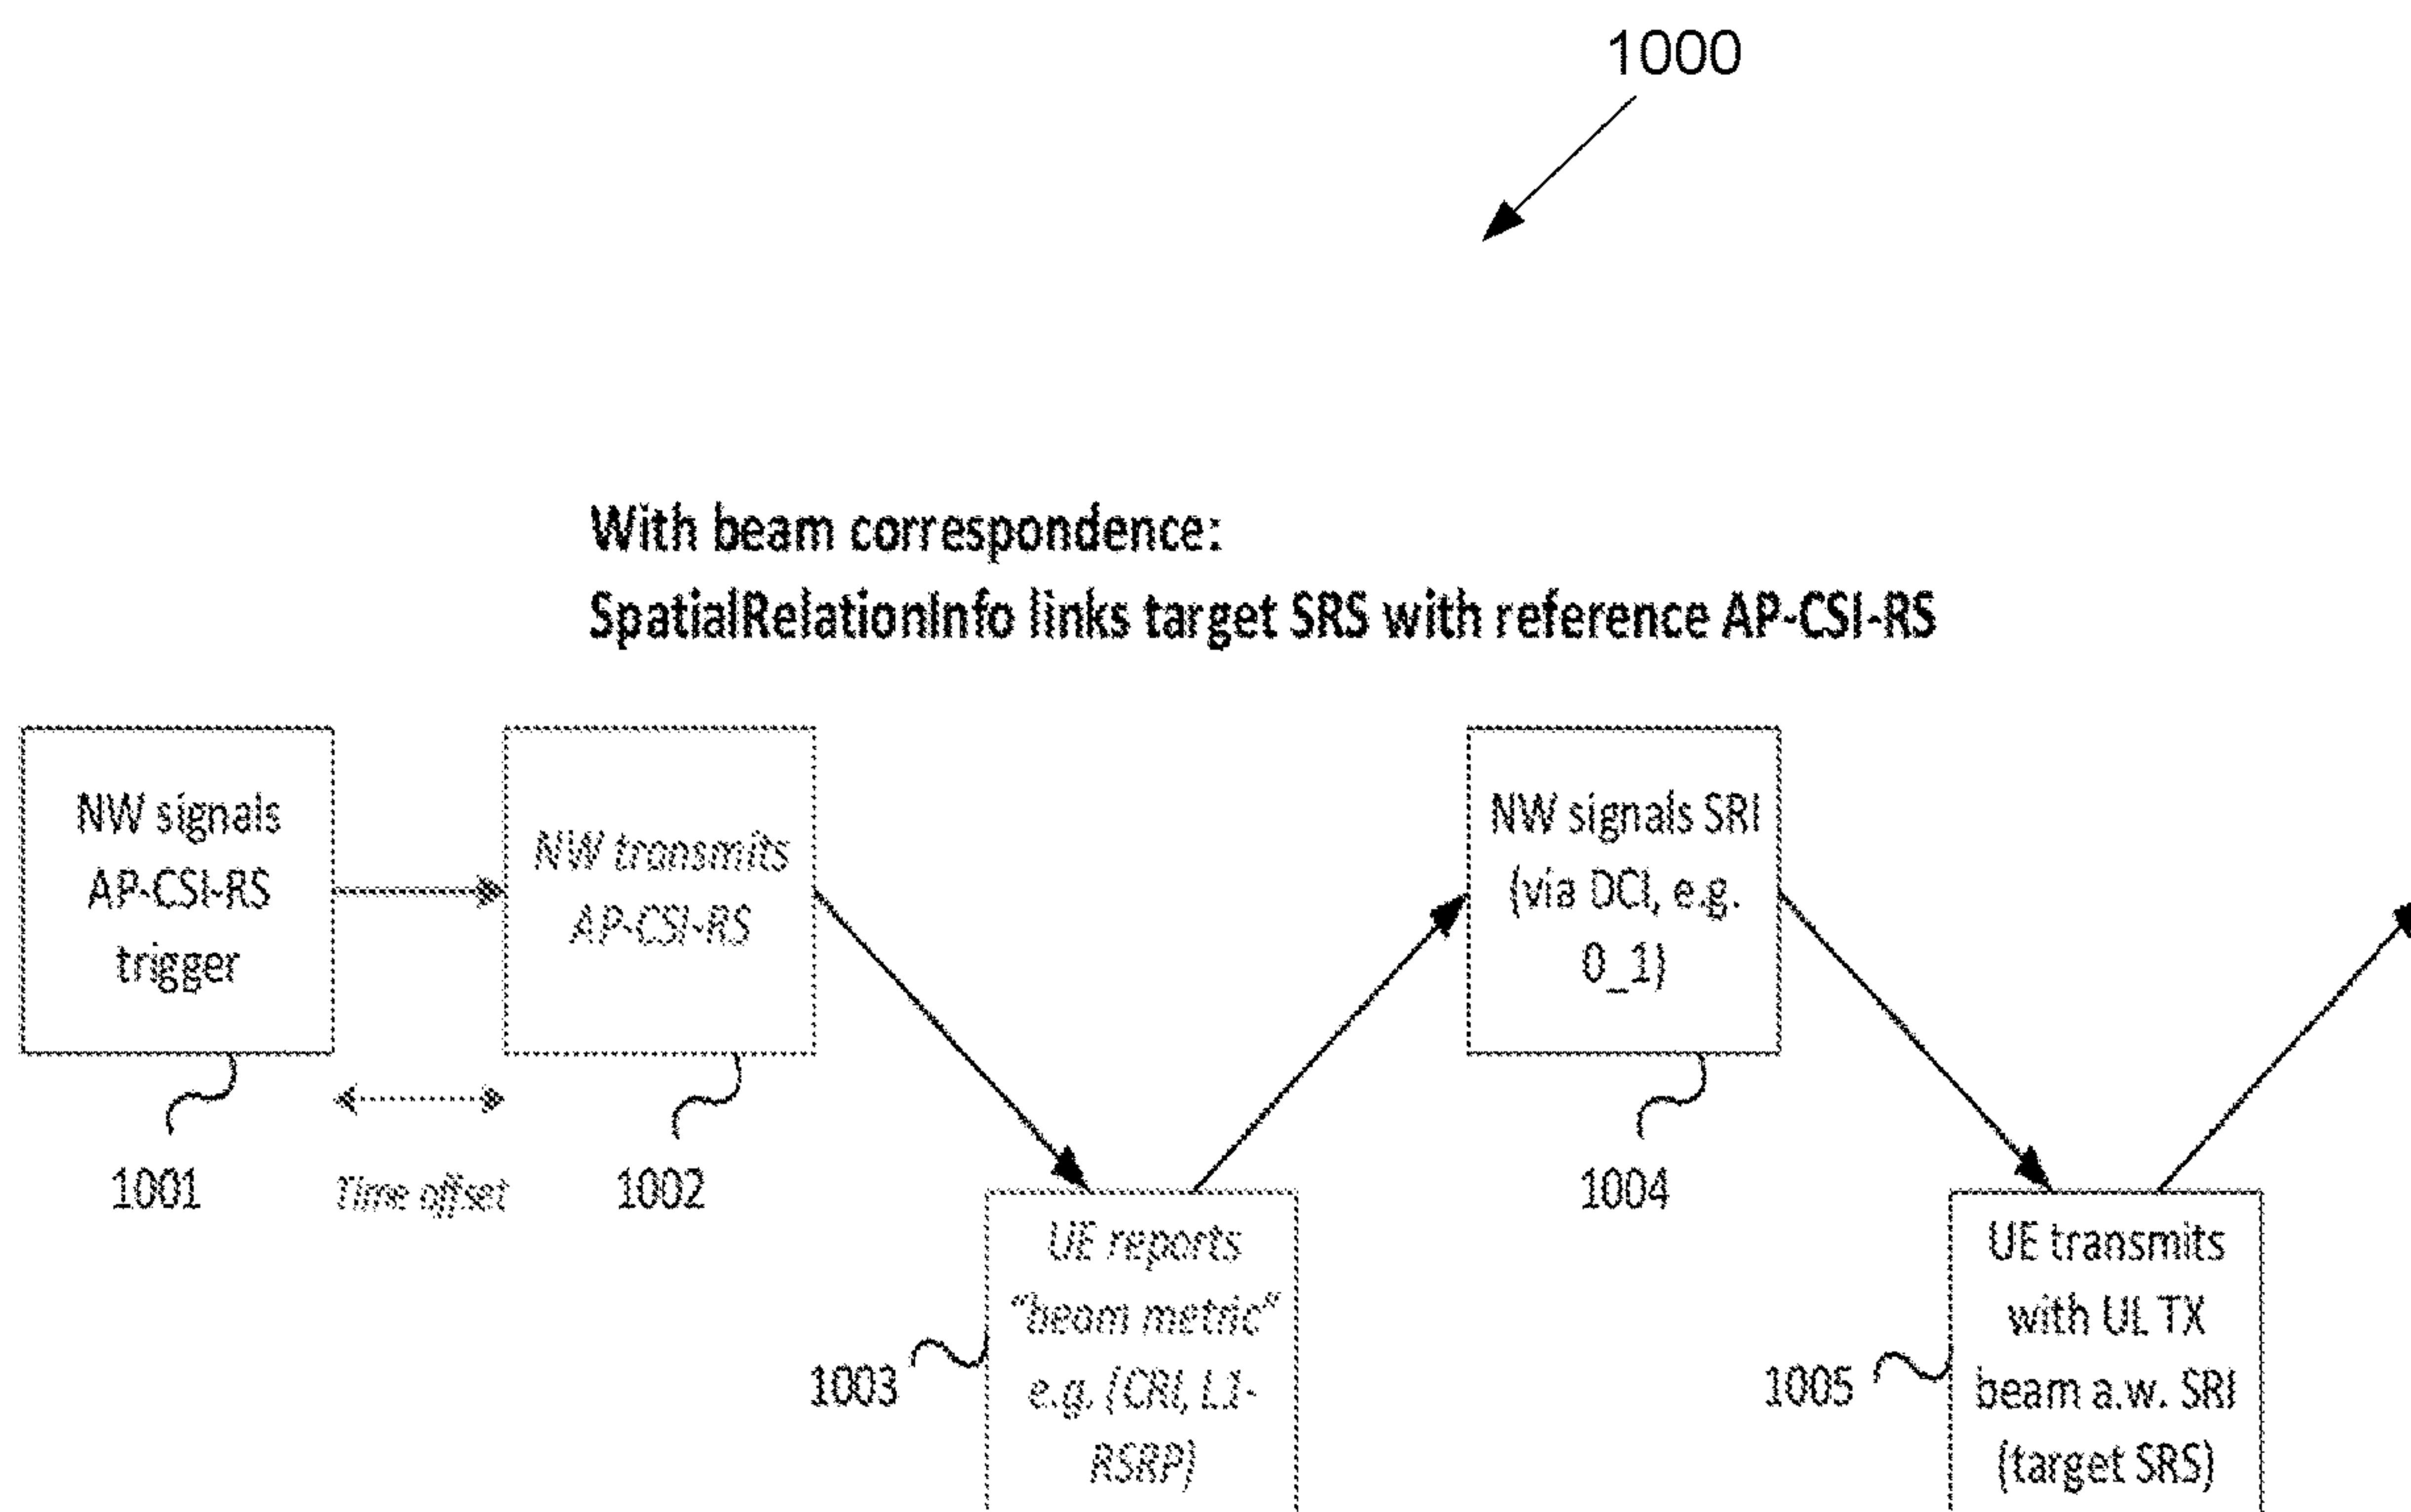 1000
With beam correspondence:
SpatialRelationInfo links target SRS with reference AP-CSI-RS
NW signals
AP-CSI-RS
trigger
NW transmits
AP-CSI-RS
NW signals SRI
(via DCI, e.g.
0_1)
1001
Time offset
1002
1004
UE reports
"beam metric"
e.g. (CRI, L1-
RSRP)
1003
UE transmits
with UL TX
beam a.w. SRI
(target SRS)
1005